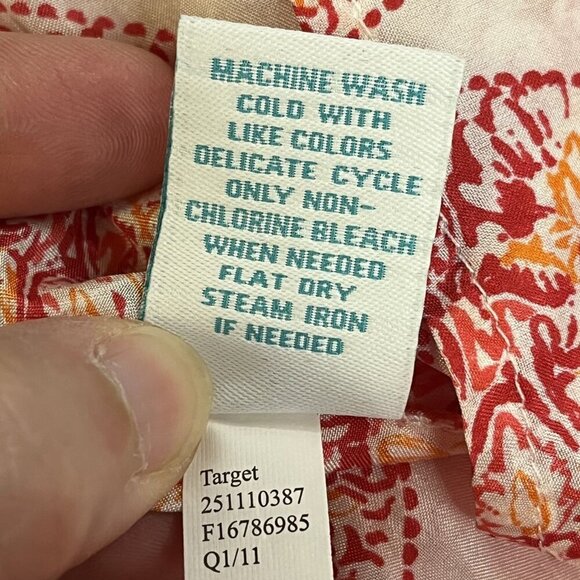 MACHINE WASH
COLD WITH
LIKE COLORS
DELICATE CYCLE
ONLY NON-
CHLORINE BLEACH
WHEN NEEDED
FLAT DRY
STEAM IRON
IF NEEDED
Target
251110387
F16786985
Q1/11